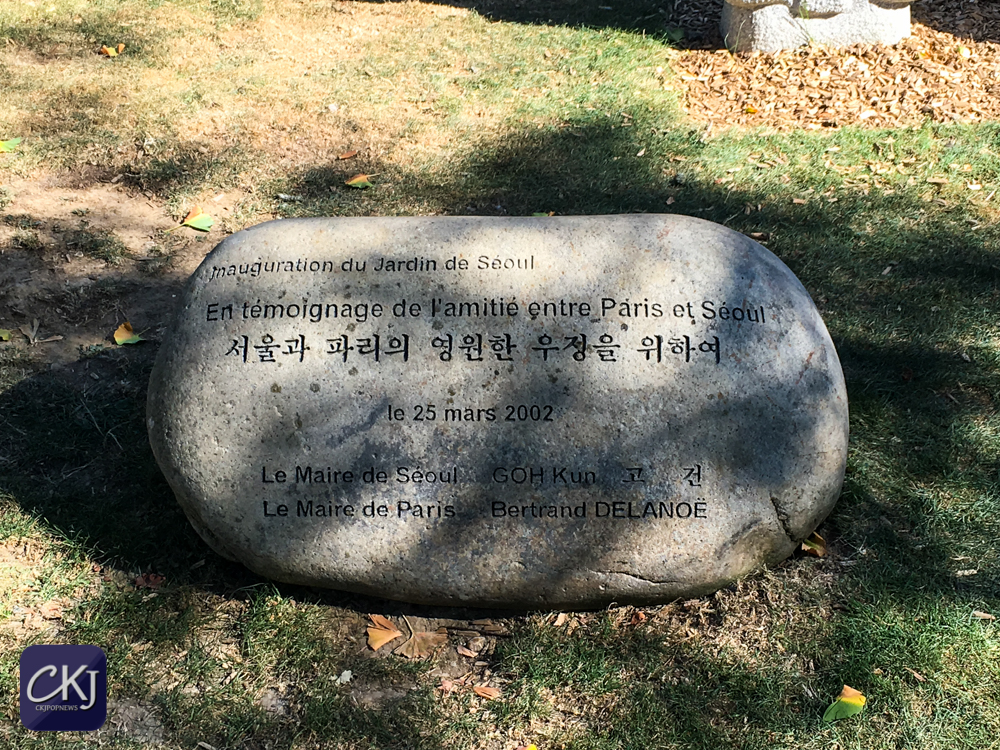 Inauguration du Jardin de Séoul
En témoignage de l'amitié entre Paris et Séoul
서울과 파리의 영원한 우정을 위하여
le 25 mars 2002
Le Maire de Séoul GOH Kun 고 건
Le Maire de Paris Bertrand DELANOË
CKJ
CKJPOPNEWS